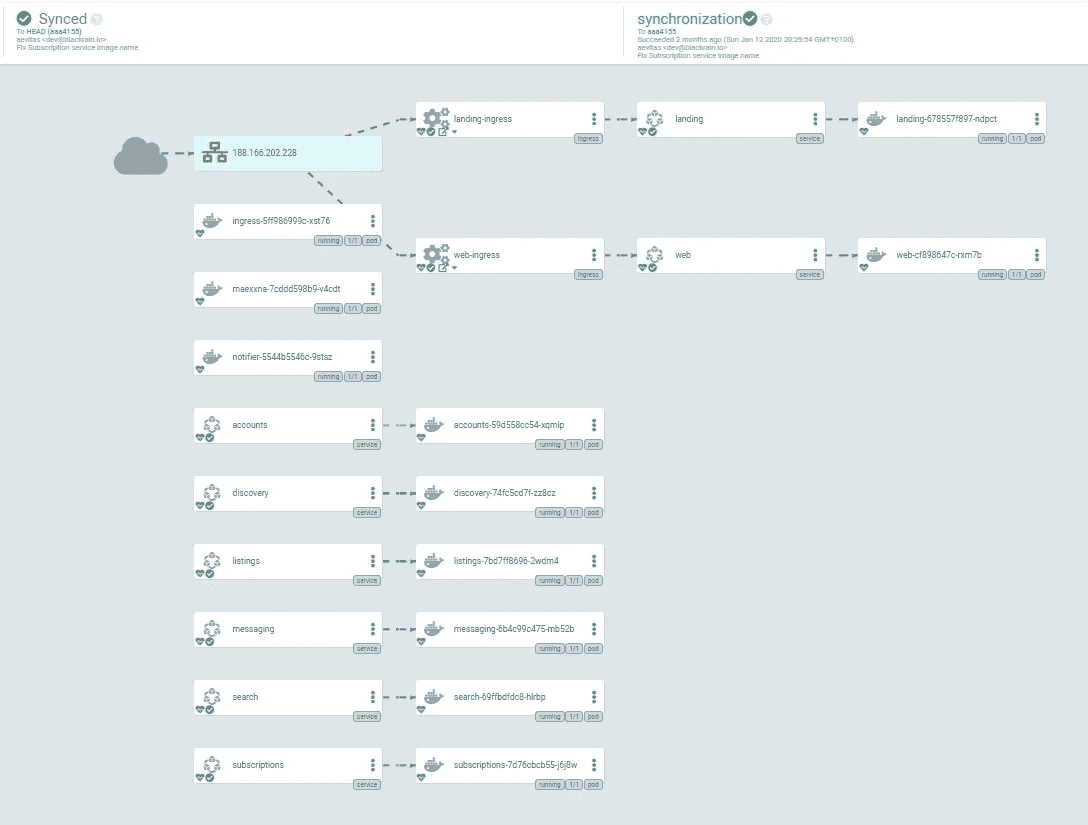 Synced
To HEAD (aaa4155)
aevitas <dev@blackrain.io>
Fix Subscription service image name
synchronization
To aaa4155
Succeeded 2 months ago (Sun Jan 12 2020 20:29:54 GMT+0100)
aevitas <dev@blackrain.io>
Fix Subscription service image name
landing-ingress
ingress
landing
service
landing-678557f897-ndpct
running 1/1 pod
188.166.202.228
ingress-5ff986999c-xst76
running 1/1 pod
web-ingress
ingress
web
service
web-cf898647c-rxm7b
running 1/1 pod
maexxna-7cddd598b9-v4cdt
running 1/1 pod
notifier-5544b5546c-9stsz
running 1/1 pod
accounts
service
accounts-59d558cc54-xqmlp
running 1/1 pod
discovery
service
discovery-74fc5cd7f-zz8cz
running 1/1 pod
listings
service
listings-7bd7ff8696-2wdm4
running 1/1 pod
messaging
service
messaging-6b4c99c475-mb52b
running 1/1 pod
search
service
search-69ffbdfdc8-hlrbp
running 1/1 pod
subscriptions
service
subscriptions-7d76cbcb55-j6j8w
running 1/1 pod